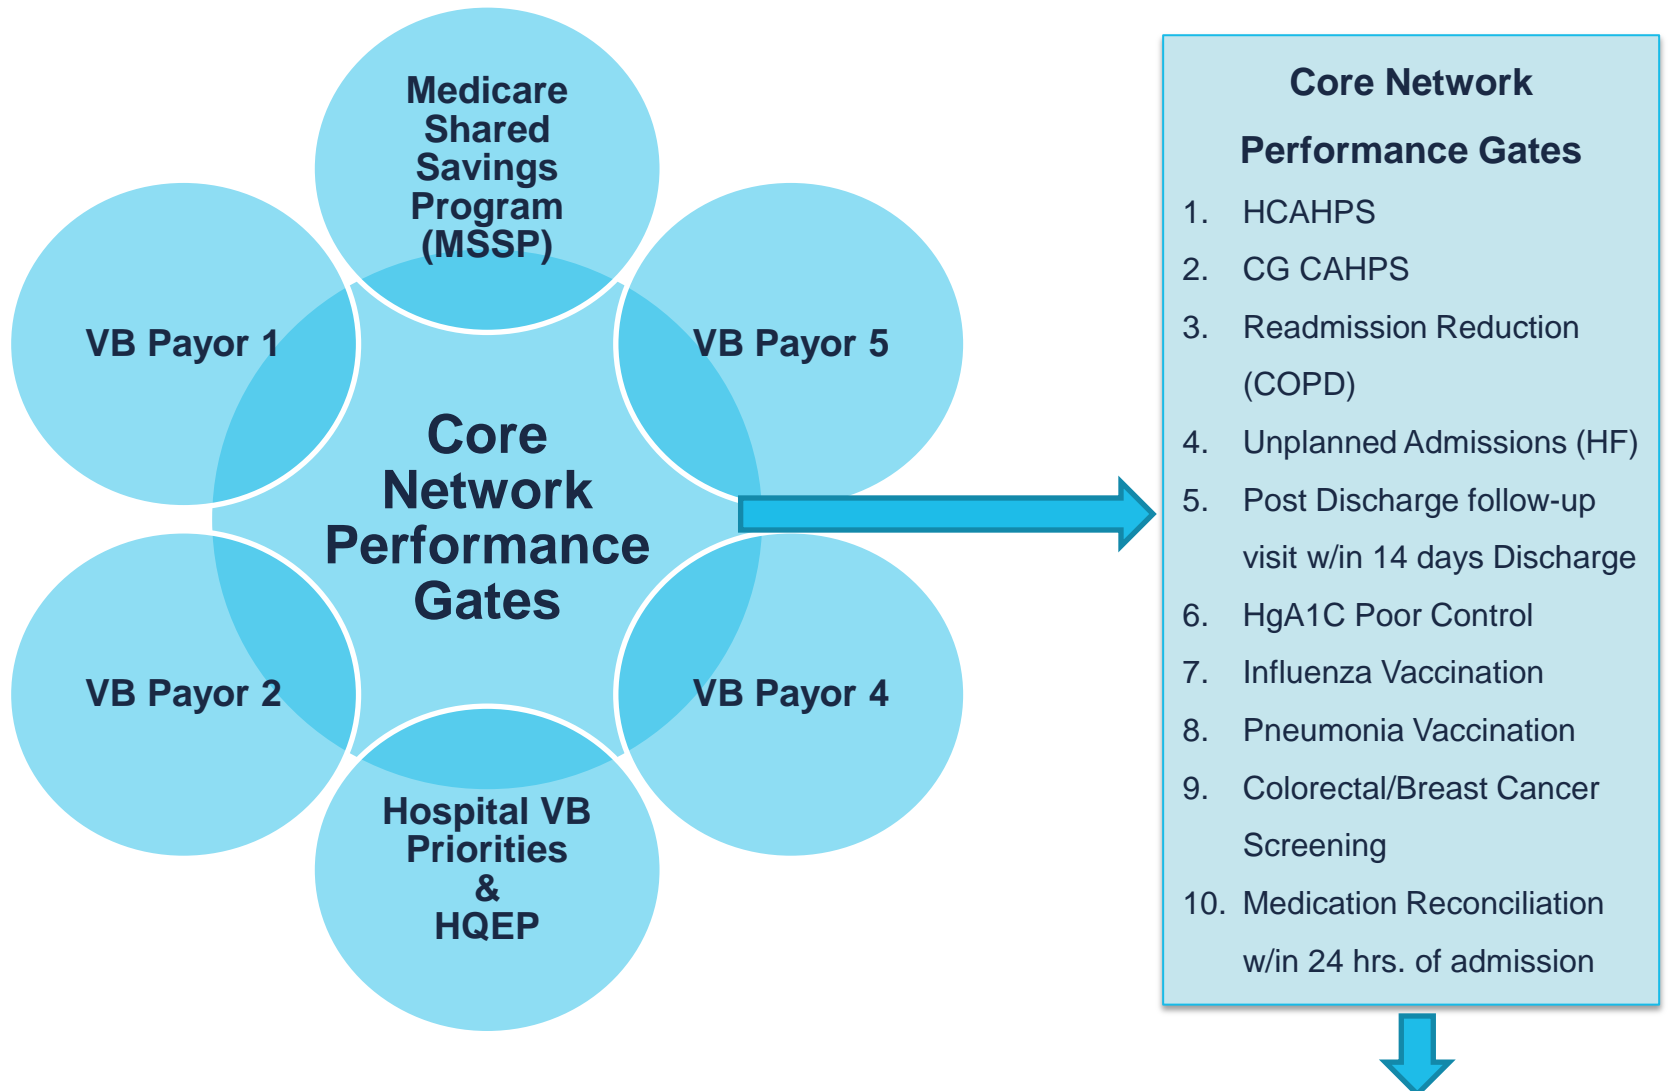 Medicare
Shared
Savings
Program
(MSSP)
VB Payor 1
VB Payor 5
Core
Network
Performance
Gates
VB Payor 2
VB Payor 4
Hospital VB
Priorities
&
HQEP
Core Network
Performance Gates
1. HCAHPS
2. CG CAHPS
3. Readmission Reduction
(COPD)
4. Unplanned Admissions (HF)
5. Post Discharge follow-up
visit w/in 14 days Discharge
6. HgA1C Poor Control
7. Influenza Vaccination
8. Pneumonia Vaccination
9. Colorectal/Breast Cancer
Screening
10. Medication Reconciliation
w/in 24 hrs. of admission